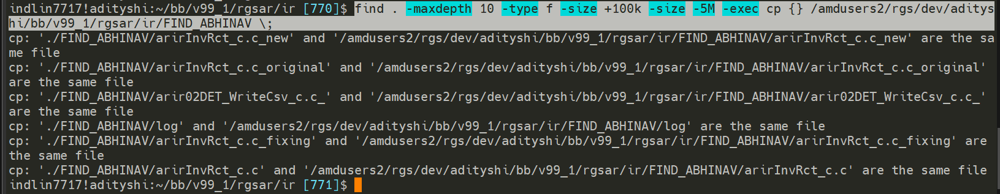 indlin7717!adityshi:~/bb/v99_1/rgsar/ir [770]$ find . -maxdepth 10 -type f -size +100k -size -5M -exec cp {} /amdusers2/rgs/dev/aditys
hi/bb/v99_1/rgsar/ir/FIND_ABHINAV \;
cp: './FIND_ABHINAV/arirInvRct_c.c_new' and '/amdusers2/rgs/dev/adityshi/bb/v99_1/rgsar/ir/FIND_ABHINAV/arirInvRct_c.c_new' are the sa
me file
cp: './FIND_ABHINAV/arirInvRct_c.c_original' and '/amdusers2/rgs/dev/adityshi/bb/v99_1/rgsar/ir/FIND_ABHINAV/arirInvRct_c.c_original'
are the same file
cp: './FIND_ABHINAV/arir02DET_WriteCsv_c.c_' and '/amdusers2/rgs/dev/adityshi/bb/v99_1/rgsar/ir/FIND_ABHINAV/arir02DET_WriteCsv_c.c_'
are the same file
cp: './FIND_ABHINAV/log' and '/amdusers2/rgs/dev/adityshi/bb/v99_1/rgsar/ir/FIND_ABHINAV/log' are the same file
cp: './FIND_ABHINAV/arirInvRct_c.c_fixing' and '/amdusers2/rgs/dev/adityshi/bb/v99_1/rgsar/ir/FIND_ABHINAV/arirInvRct_c.c_fixing' are
the same file
cp: './FIND_ABHINAV/arirInvRct_c.c' and '/amdusers2/rgs/dev/adityshi/bb/v99_1/rgsar/ir/FIND_ABHINAV/arirInvRct_c.c' are the same file
indlin7717!adityshi:~/bb/v99_1/rgsar/ir [771]$